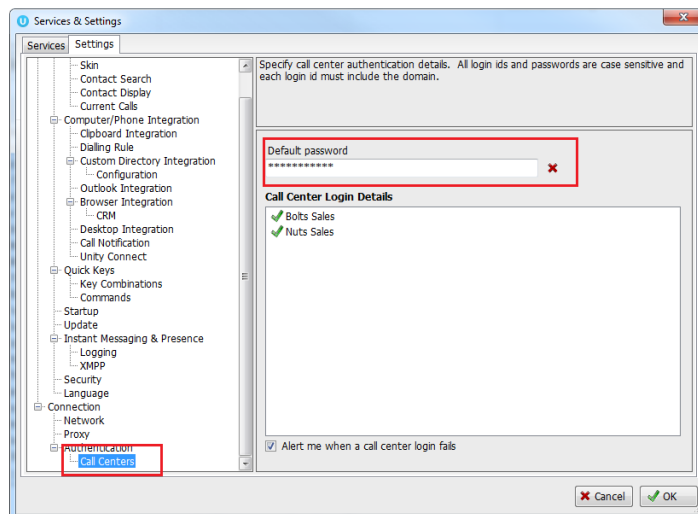 Services & Settings
Services
Settings
Skin
Contact Search
Contact Display
Current Calls
Computer/Phone Integration
Clipboard Integration
Dialling Rule
Custom Directory Integration
Configuration
Outlook Integration
Browser Integration
CRM
Desktop Integration
Call Notification
Unity Connect
Quick Keys
Key Combinations
Commands
Startup
Update
Instant Messaging & Presence
Logging
XMPP
Security
Language
Connection
Network
Proxy
Authentication
Call Centers
Specify call center authentication details. All login ids and passwords are case sensitive and
each login id must include the domain.
Default password
***********
Call Center Login Details
Bolts Sales
Nuts Sales
Alert me when a call center login fails
Cancel
OK